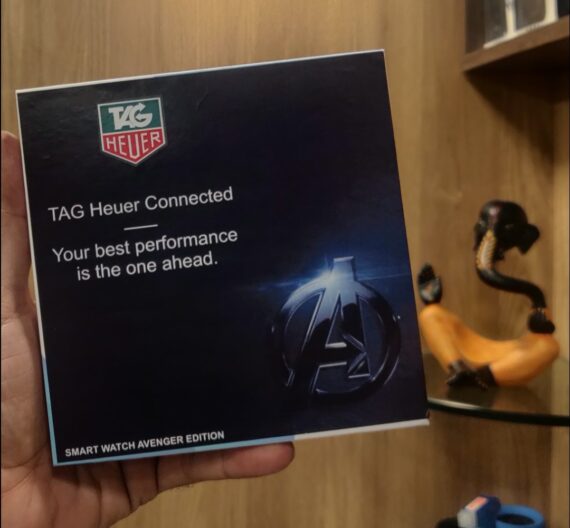 TAG
HEUER
TAG Heuer Connected
Your best performance
is the one ahead.
SMART WATCH AVENGER EDITION